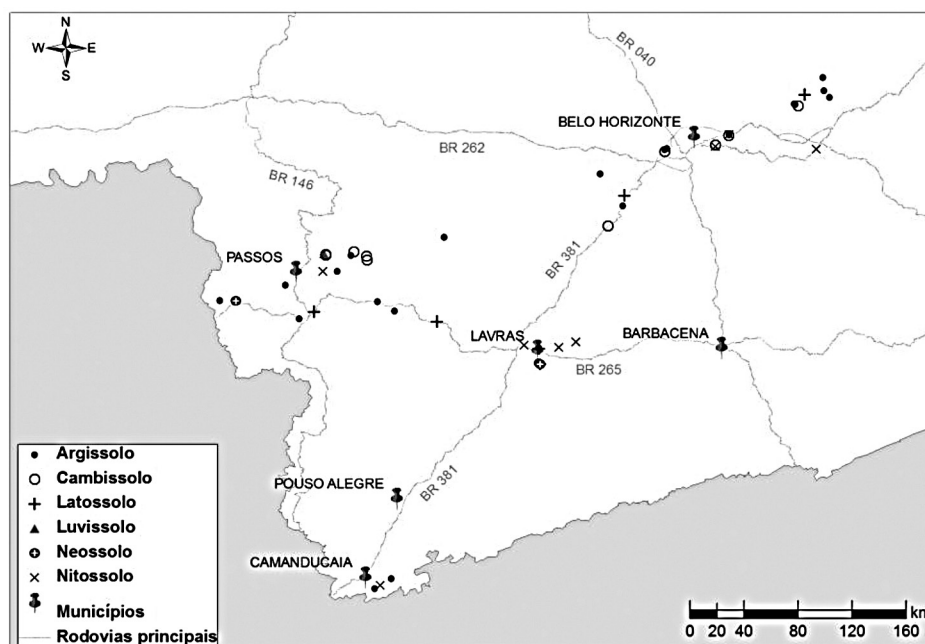 N
W E
S
BR 040
BELO HORIZONTE
BR 262
BR 146
BR 381
PASSOS
LAVRAS
BARBACENA
BR 265
POUSO ALEGRE
BR 381
CAMANDUCAIA
Argissolo
Cambissolo
Latossolo
Luvissolo
Neossolo
Nitossolo
Municípios
Rodovias principais
km
0 20 40 80 120 160